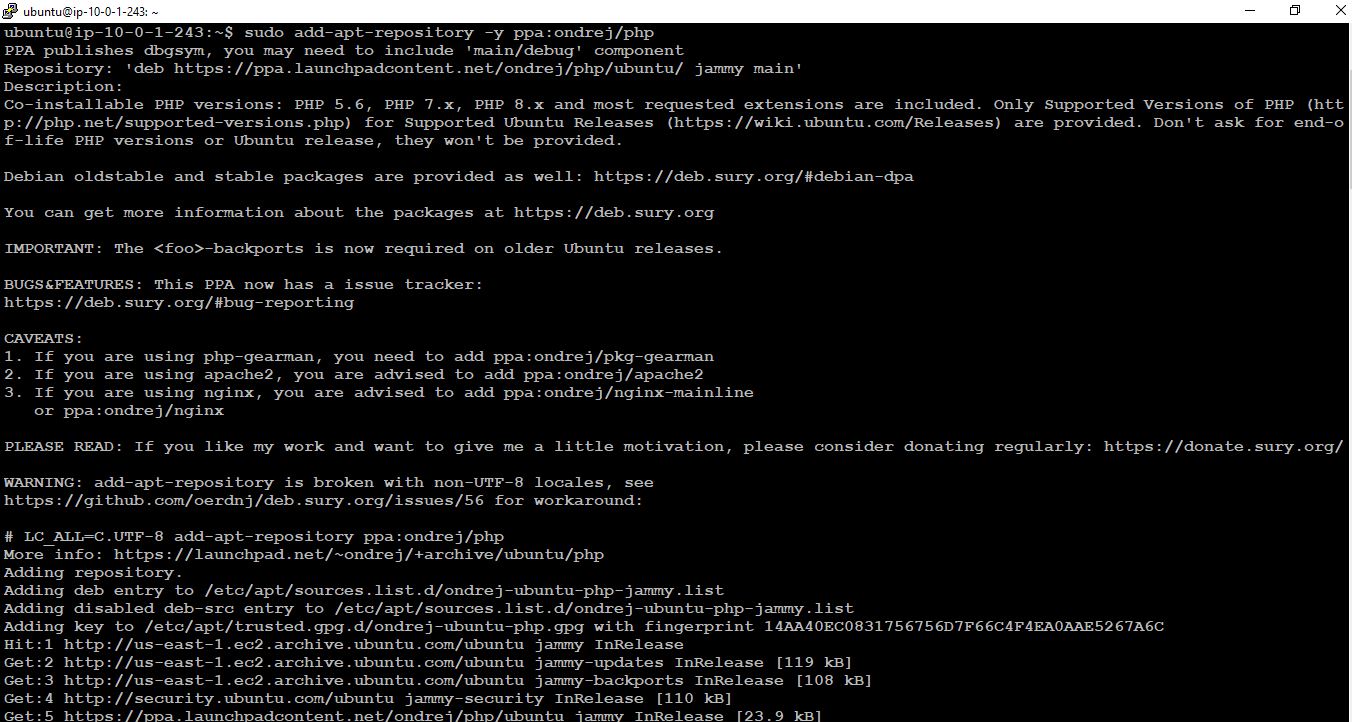 ubuntu@ip-10-0-1-243: ~
ubuntu@ip-10-0-1-243:~$ sudo add-apt-repository -y ppa:ondrej/php
PPA publishes dbgsym, you may need to include 'main/debug' component
Repository: 'deb https://ppa.launchpadcontent.net/ondrej/php/ubuntu/ jammy main'
Description:
Co-installable PHP versions: PHP 5.6, PHP 7.x, PHP 8.x and most requested extensions are included. Only Supported Versions of PHP (htt
p://php.net/supported-versions.php) for Supported Ubuntu Releases (https://wiki.ubuntu.com/Releases) are provided. Don't ask for end-o
f-life PHP versions or Ubuntu release, they won't be provided.
Debian oldstable and stable packages are provided as well: https://deb.sury.org/#debian-dpa
You can get more information about the packages at https://deb.sury.org
IMPORTANT: The <foo>-backports is now required on older Ubuntu releases.
BUGS&FEATURES: This PPA now has a issue tracker:
https://deb.sury.org/#bug-reporting
CAVEATS:
1. If you are using php-gearman, you need to add ppa:ondrej/pkg-gearman
2. If you are using apache2, you are advised to add ppa:ondrej/apache2
3. If you are using nginx, you are advised to add ppa:ondrej/nginx-mainline
or ppa:ondrej/nginx
PLEASE READ: If you like my work and want to give me a little motivation, please consider donating regularly: https://donate.sury.org/
WARNING: add-apt-repository is broken with non-UTF-8 locales, see
https://github.com/oerdnj/deb.sury.org/issues/56 for workaround:
# LC_ALL=C.UTF-8 add-apt-repository ppa:ondrej/php
More info: https://launchpad.net/~ondrej/+archive/ubuntu/php
Adding repository.
Adding deb entry to /etc/apt/sources.list.d/ondrej-ubuntu-php-jammy.list
Adding disabled deb-src entry to /etc/apt/sources.list.d/ondrej-ubuntu-php-jammy.list
Adding key to /etc/apt/trusted.gpg.d/ondrej-ubuntu-php.gpg with fingerprint 14AA40EC0831756756D7F66C4F4EA0AAE5267A6C
Hit:1 http://us-east-1.ec2.archive.ubuntu.com/ubuntu jammy InRelease
Get:2 http://us-east-1.ec2.archive.ubuntu.com/ubuntu jammy-updates InRelease [119 kB]
Get:3 http://us-east-1.ec2.archive.ubuntu.com/ubuntu jammy-backports InRelease [108 kB]
Get:4 http://security.ubuntu.com/ubuntu jammy-security InRelease [110 kB]
Get:5 https://ppa.launchpadcontent.net/ondrej/php/ubuntu jammy InRelease [23.9 kB]